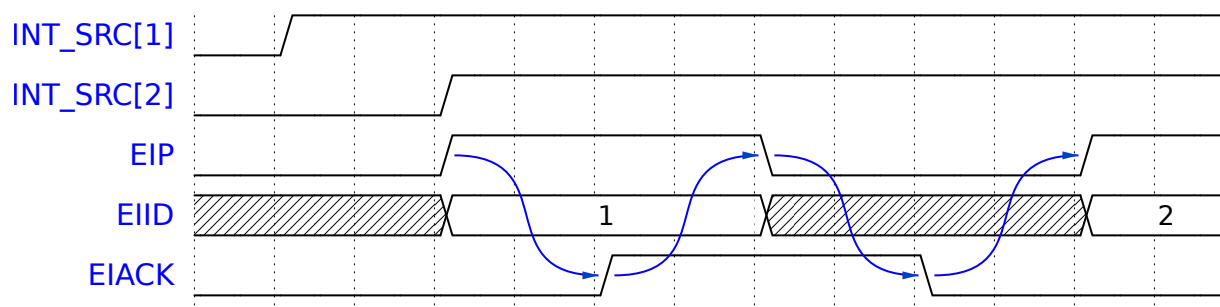 INT_SRC[1]
INT_SRC[2]
EIP
EIID 1 2
EIACK